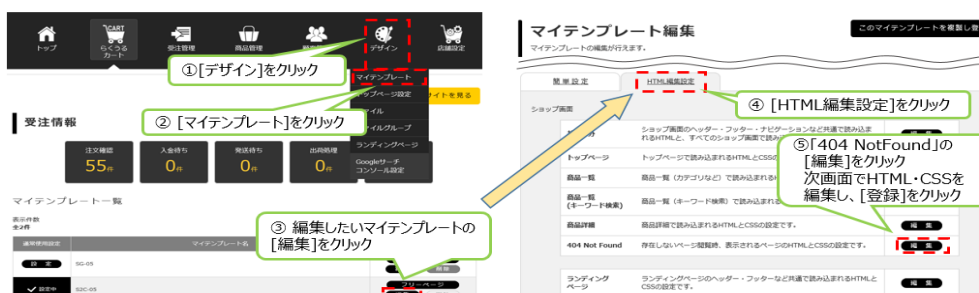 トップ
CART
らくうる
カート
受注管理
商品管理
デザイン
店舗設定
①[デザイン]をクリック
マイテンプレート
トップページ設定
サイトを見る
② [マイテンプレート]をクリック
ランディングページ
Googleサーチ
コンソール設定
受注情報
注文確認
入金待ち
発送待ち
出荷処理
55件
0件
0件
0件
マイテンプレート一覧
表示件数
全2件
③ 編集したいマイテンプレートの
[編集]をクリック
適用使用設定
マイテンプレート名
設 定
SG-05
設定中
S2C-05
フリーページ
マイテンプレート編集
このマイテンプレートを複製し登
マイテンプレートの編集が行えます。
簡単設定
HTML編集設定
④ [HTML編集設定]をクリック
ショップ画面
ショップ画面のヘッダー・フッター・ナビゲーションなど共通で読み込ま
れるHTMLと、すべてのショップ画面で読み
⑤｢404 NotFound｣の
[編集]をクリック
次画面でHTML･CSSを
編集し、[登録]をクリック
トップページ
トップページで読み込まれるHTMLとCSSの
商品一覧
商品一覧（カテゴリなど）で読み込まれる
商品一覧
(キーワード検索)
商品一覧（キーワード検索）で読み込まれる
商品詳細
商品詳細で読み込まれるHTMLとCSSの設定です。
編 集
404 Not Found
存在しないページ閲覧時、表示されるページのHTMLとCSSの設定です。
編 集
ランディング
ページ
ランディングページのヘッダー・フッターなど共通で読み込まれるHTMLと
CSSの設定です。
編 集